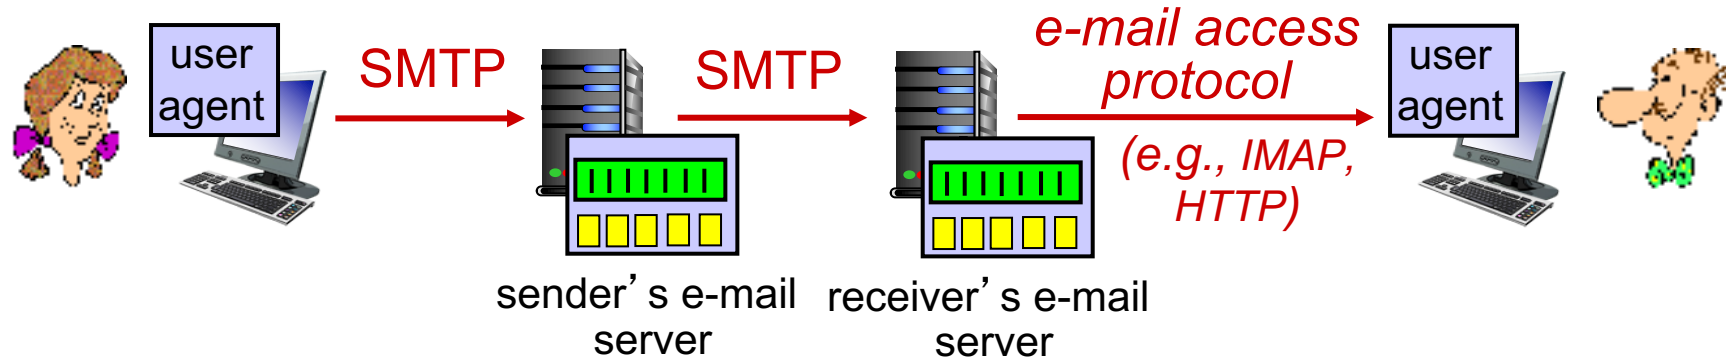 user
agent
SMTP
SMTP
e-mail access
protocol
(e.g., IMAP,
HTTP)
user
agent
sender’s e-mail
server
receiver’s e-mail
server